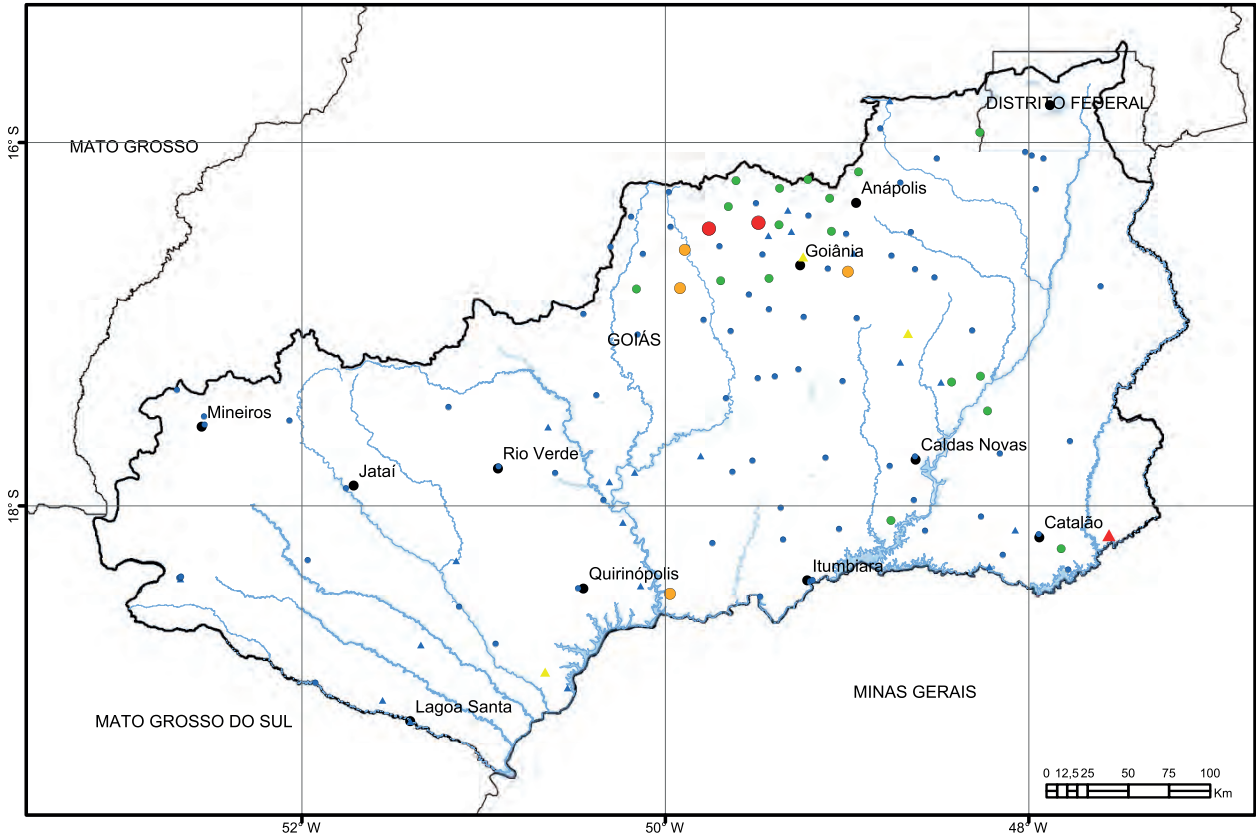 DISTRITO FEDERAL
16° S
MATO GROSSO
Anápolis
Goiânia
GOIÁS
Mineiros
Rio Verde
Caldas Novas
Jataí
18° S
Catalão
Quirinópolis
Itumbiara
MINAS GERAIS
Lagoa Santa
MATO GROSSO DO SUL
0 12,5 25 50 75 100
Km
52° W 50° W 48° W